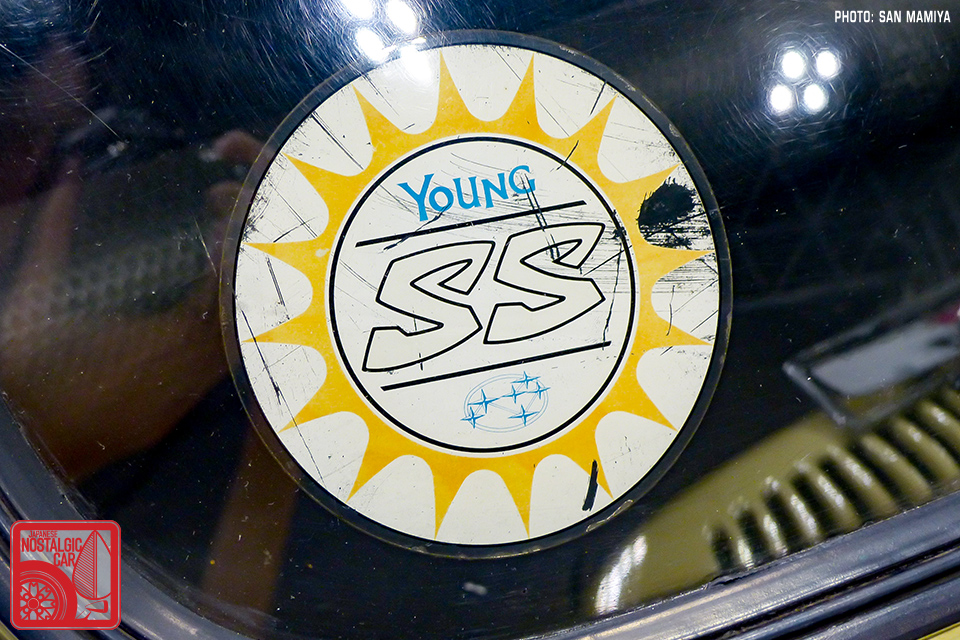 PHOTO: SAN MAMIYA
YOUNG
SS
JAPANESE
NOSTALGIC
CAR